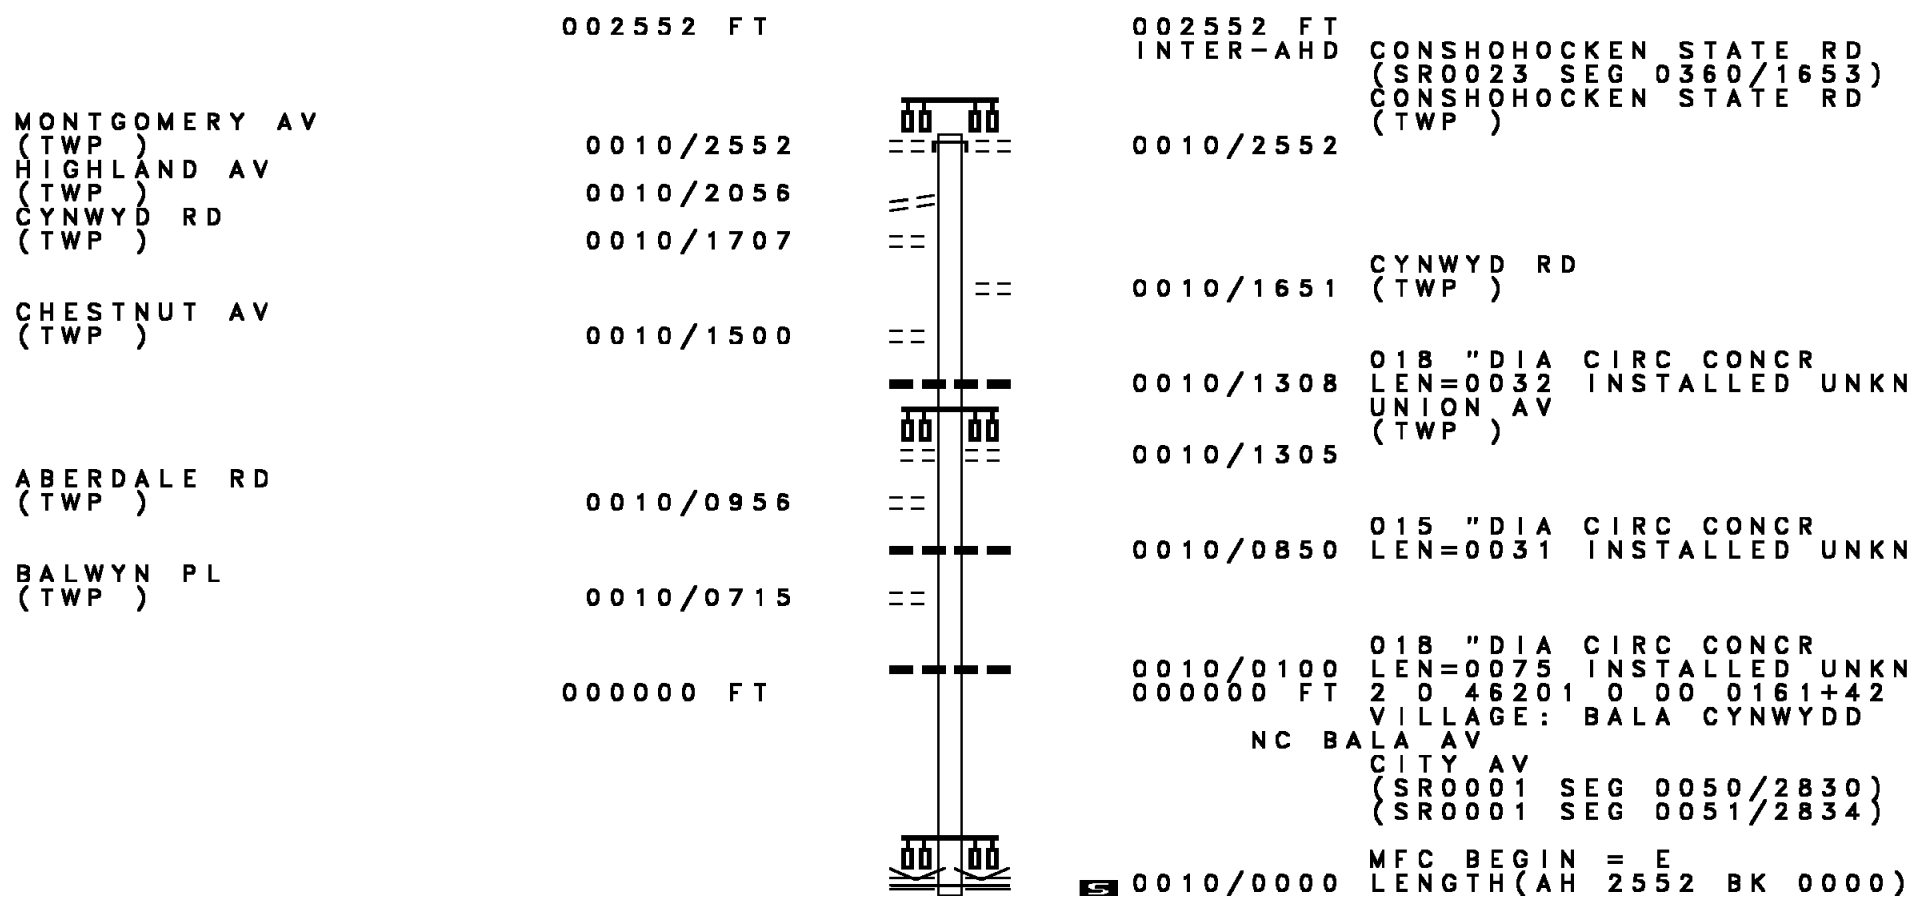 002552 FT 002552 FT
INTER-AHD CONSHOHOCKEN STATE RD
(SR0023 SEG 0360/1653)
CONSHOHOCKEN STATE RD
MONTGOMERY AV (TWP )
(TWP ) 0010/2552 0010/2552
HIGHLAND AV
(TWP ) 0010/2056
CYNWYD RD
(TWP ) 0010/1707
CYNWYD RD
0010/1651 (TWP )
CHESTNUT AV
(TWP ) 0010/1500
018 "DIA CIRC CONCR
0010/1308 LEN=0032 INSTALLED UNKN
UNION AV
(TWP )
0010/1305
ABERDALE RD
(TWP ) 0010/0956
015 "DIA CIRC CONCR
0010/0850 LEN=0031 INSTALLED UNKN
BALWYN PL
(TWP ) 0010/0715
018 "DIA CIRC CONCR
0010/0100 LEN=0075 INSTALLED UNKN
000000 FT 000000 FT 2 0 46201 0 00 0161+42
VILLAGE: BALA CYNWYDD
NC BALA AV
CITY AV
(SR0001 SEG 0050/2830)
(SR0001 SEG 0051/2834)
MFC BEGIN = E
S 0010/0000 LENGTH(AH 2552 BK 0000)